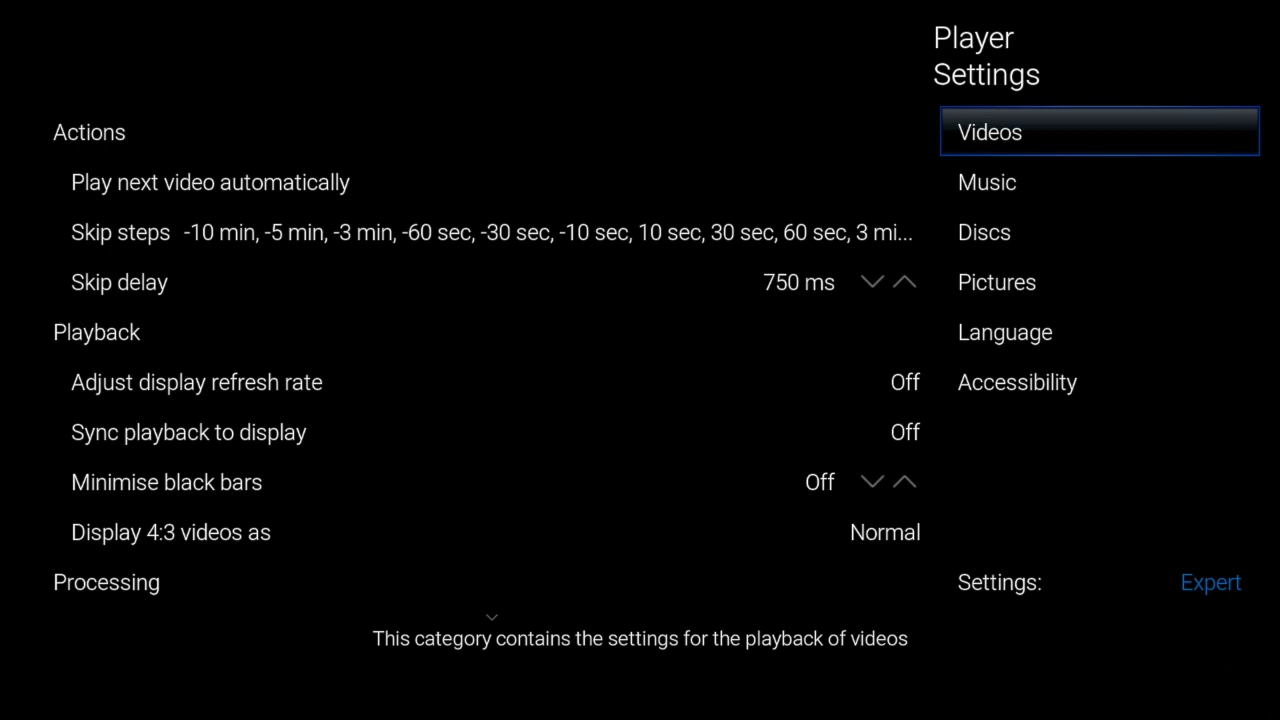 Player
Settings
Actions
Play next video automatically
Skip steps -10 min, -5 min, -3 min, -60 sec, -30 sec, -10 sec, 10 sec, 30 sec, 60 sec, 3 mi...
Skip delay 750 ms
Playback
Adjust display refresh rate Off
Sync playback to display Off
Minimise black bars Off
Display 4:3 videos as Normal
Processing
Videos
Music
Discs
Pictures
Language
Accessibility
Settings: Expert
This category contains the settings for the playback of videos